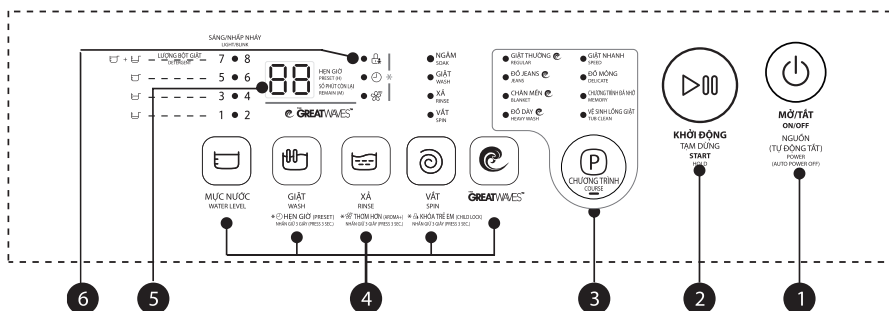 SÁNG/NHẤP NHÁY
LIGHT/BLINK
LƯỢNG BỘT GIẶT
DETERGENT
7 8
5 6
3 4
1 2
88
HẸN GIỜ
PRESET (H)
SỐ PHÚT CÒN LẠI
REMAIN (M)
GREATWAVES™
NGÂM
SOAK
GIẶT
WASH
XẢ
RINSE
VẮT
SPIN
GIẶT THƯỜNG
REGULAR
ĐỒ JEANS
JEANS
CHĂN MỀN
BLANKET
ĐỒ DÀY
HEAVY WASH
GIẶT NHANH
SPEED
ĐỒ MỎNG
DELICATE
CHƯƠNG TRÌNH ĐÃ NHỚ
MEMORY
VỆ SINH LỒNG GIẶT
TUB CLEAN
P
CHƯƠNG TRÌNH
COURSE
KHỞI ĐỘNG
TẠM DỪNG
START
HOLD
MỞ/TẮT
ON/OFF
NGUỒN
(TỰ ĐỘNG TẮT)
POWER
(AUTO POWER OFF)
MỰC NƯỚC
WATER LEVEL
GIẶT
WASH
HẸN GIỜ (PRESET)
NHẤN GIỮ 3 GIÂY (PRESS 3 SEC.)
XẢ
RINSE
THƠM HƠN (AROMA+)
NHẤN GIỮ 3 GIÂY (PRESS 3 SEC.)
VẮT
SPIN
KHÓA TRẺ EM (CHILD LOCK)
NHẤN GIỮ 3 GIÂY (PRESS 3 SEC.)
GREATWAVES™
6 5 4 3 2 1